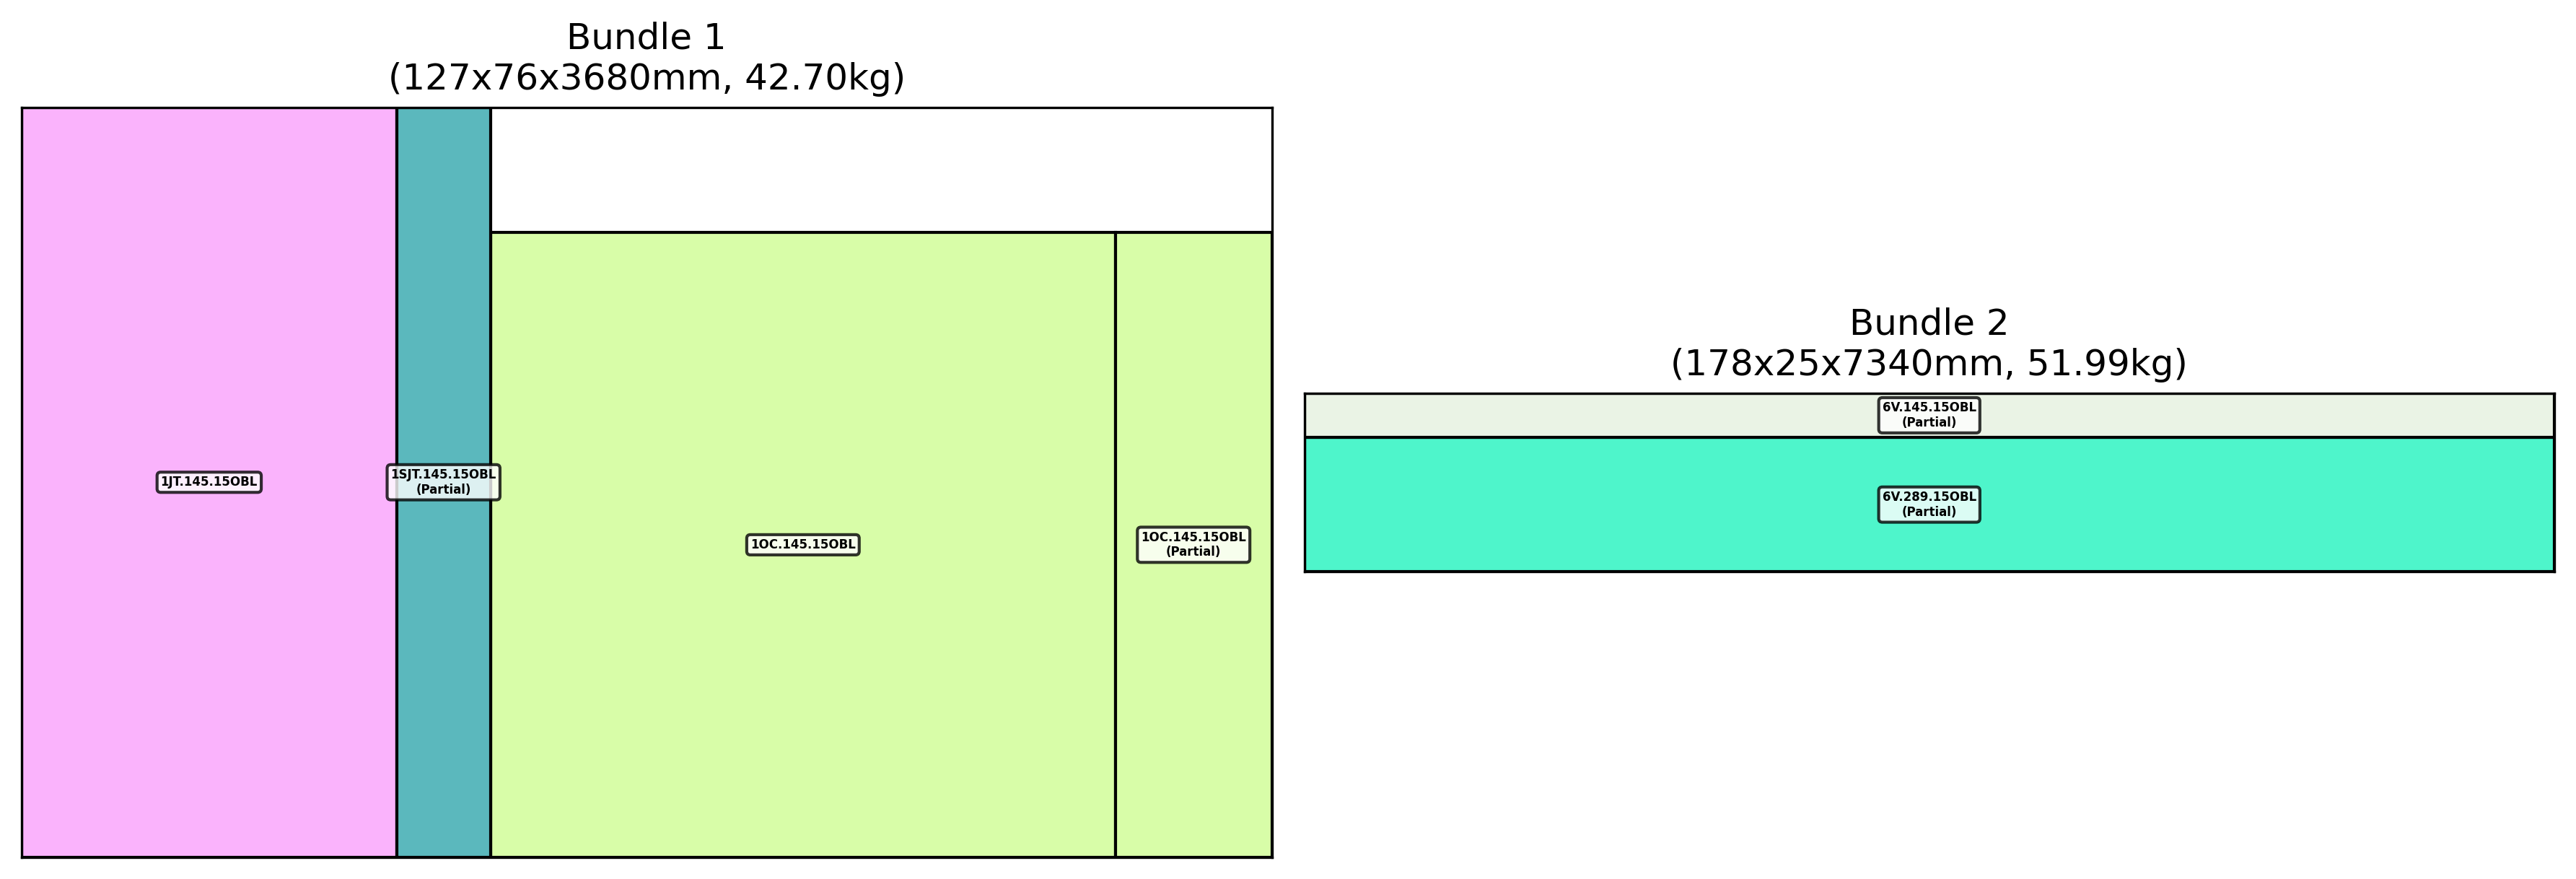 Bundle 1
(127x76x3680mm, 42.70kg)
1JT.145.15OBL
1SJT.145.15OBL
(Partial)
1OC.145.15OBL
1OC.145.15OBL
(Partial)
Bundle 2
(178x25x7340mm, 51.99kg)
6V.145.15OBL
(Partial)
6V.289.15OBL
(Partial)